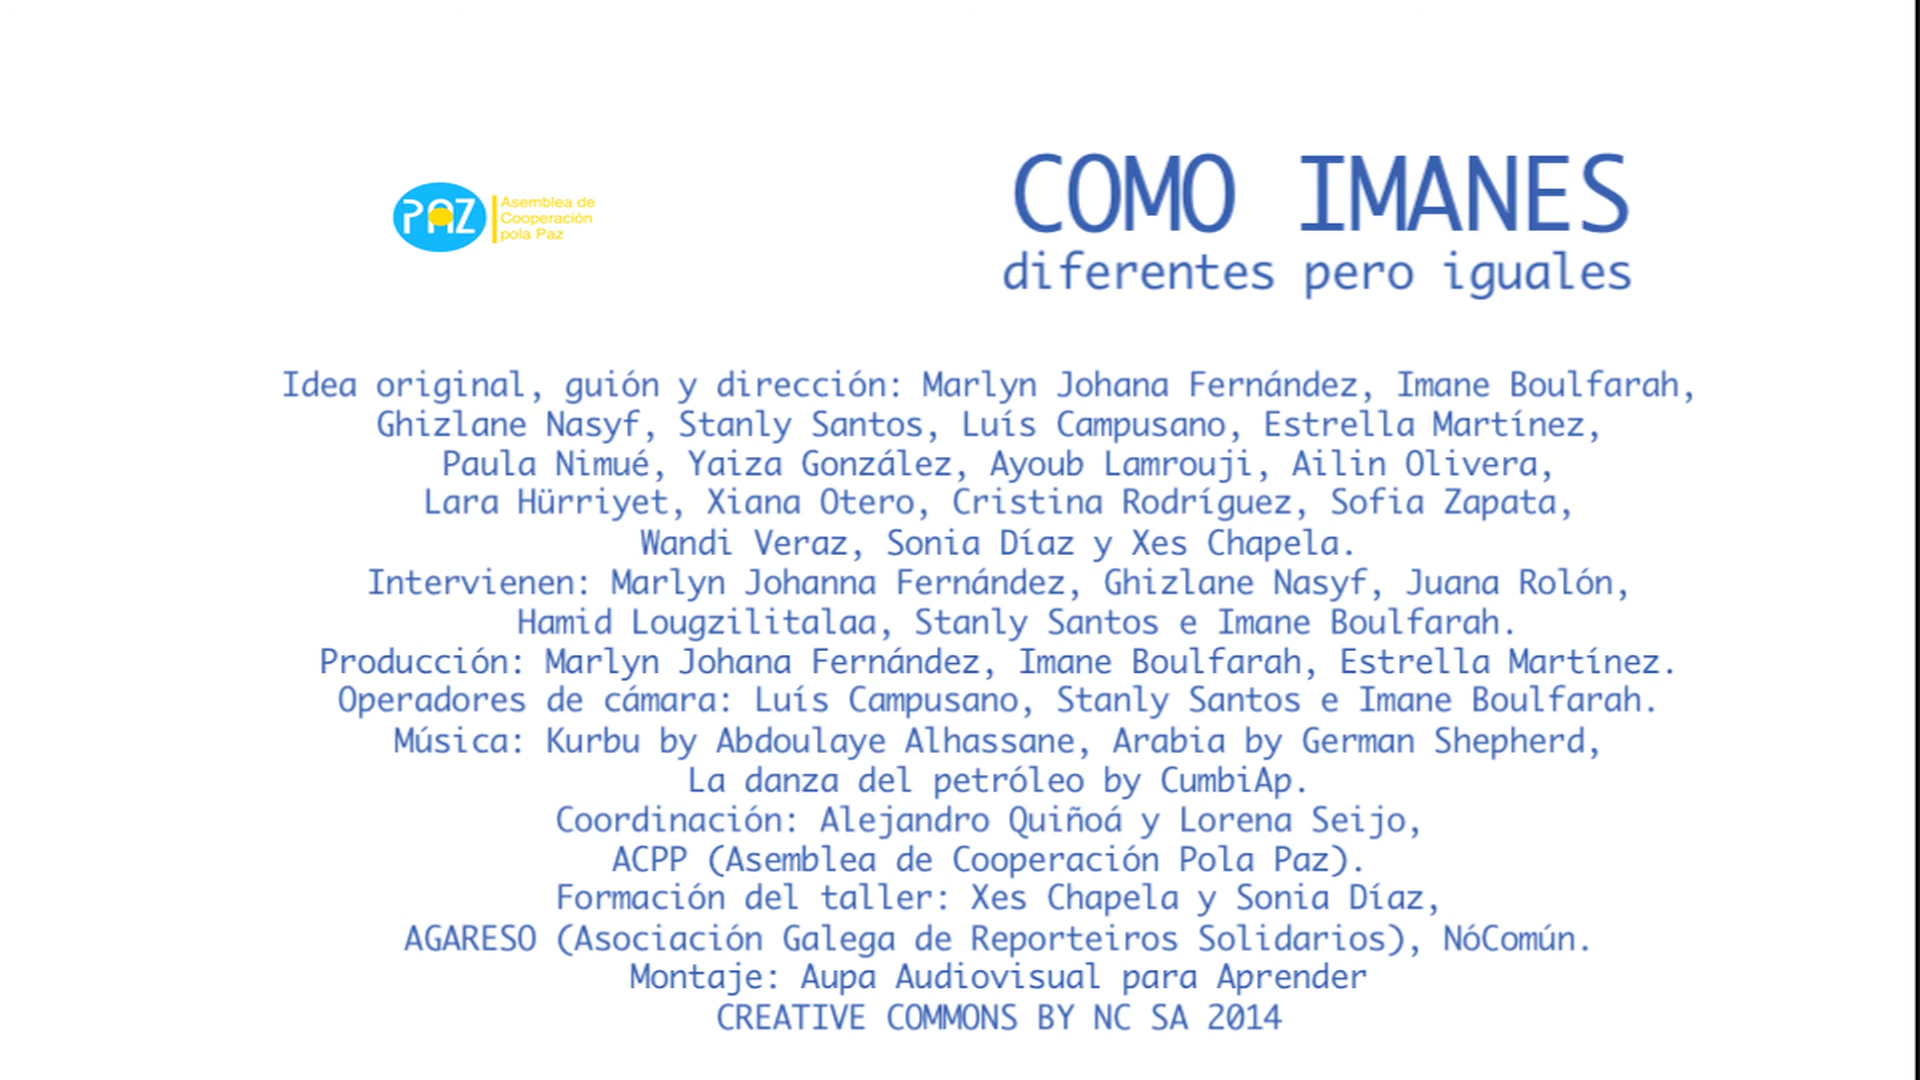 PAZ
Asemblea de
Cooperación
pola Paz
COMO IMANES
diferentes pero iguales
Idea original, guión y dirección: Marlyn Johana Fernández, Imane Boulfarah,
Ghizlane Nasyf, Stanly Santos, Luís Campusano, Estrella Martínez,
Paula Nimué, Yaiza González, Ayoub Lamrouji, Ailin Olivera,
Lara Hürriyet, Xiana Otero, Cristina Rodríguez, Sofia Zapata,
Wandi Veraz, Sonia Díaz y Xes Chapela.
Intervienen: Marlyn Johanna Fernández, Ghizlane Nasyf, Juana Rolón,
Hamid Lougzilitalaa, Stanly Santos e Imane Boulfarah.
Producción: Marlyn Johana Fernández, Imane Boulfarah, Estrella Martínez.
Operadores de cámara: Luís Campusano, Stanly Santos e Imane Boulfarah.
Música: Kurbu by Abdoulaye Alhassane, Arabia by German Shepherd,
La danza del petróleo by CumbiAp.
Coordinación: Alejandro Quiñoá y Lorena Seijo,
ACPP (Asemblea de Cooperación Pola Paz).
Formación del taller: Xes Chapela y Sonia Díaz,
AGARESO (Asociación Galega de Reporteiros Solidarios), NóComún.
Montaje: Aupa Audiovisual para Aprender
CREATIVE COMMONS BY NC SA 2014